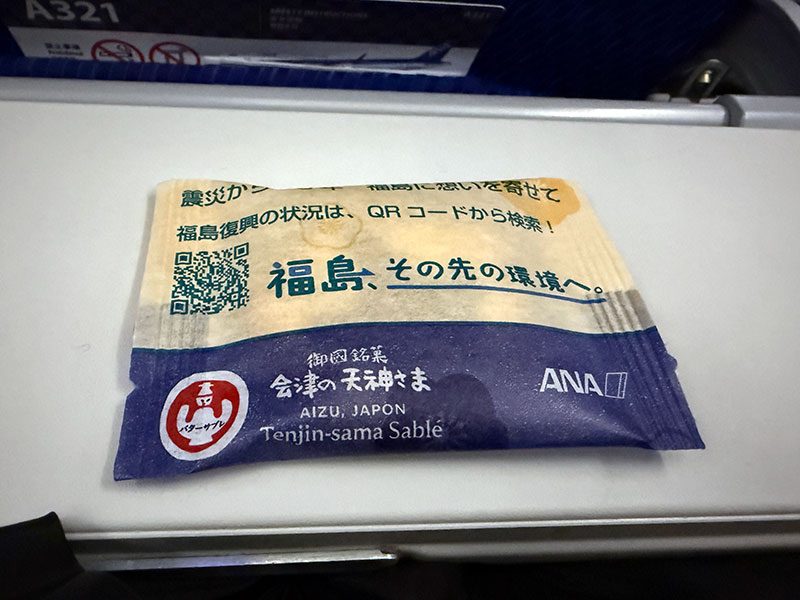 A321
SAFETY INSTRUCTIONS
A321
震災から
福島に想いを寄せて
福島復興の状況は、QRコードから検索!
福島、その先の環境へ。
御國銘菓
会津の天神さま
AIZU, JAPON
Tenjin-sama Sablé
バターサブレ
ANA